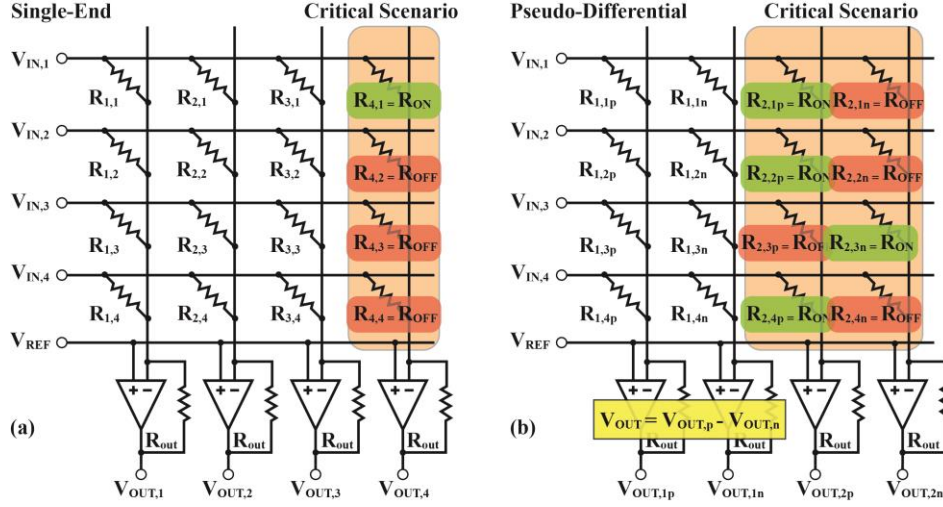 Single-End Critical Scenario
V_IN,1
R_1,1 R_2,1 R_3,1 R_4,1 = R_ON
V_IN,2
R_1,2 R_2,2 R_3,2 R_4,2 = R_OFF
V_IN,3
R_1,3 R_2,3 R_3,3 R_4,3 = R_OFF
V_IN,4
R_1,4 R_2,4 R_3,4 R_4,4 = R_OFF
V_REF
+ - + - + - + -
(a)
R_out R_out R_out R_out
V_OUT,1 V_OUT,2 V_OUT,3 V_OUT,4
Pseudo-Differential Critical Scenario
V_IN,1
R_1,1p R_1,1n R_2,1p = R_ON R_2,1n = R_OFF
V_IN,2
R_1,2p R_1,2n R_2,2p = R_ON R_2,2n = R_OFF
V_IN,3
R_1,3p R_1,3n R_2,3p = R_OF R_2,3n = R_ON
V_IN,4
R_1,4p R_1,4n R_2,4p = R_ON R_2,4n = R_OFF
V_REF
+ - + - + - + -
V_OUT = V_OUT,p - V_OUT,n
(b)
R_out R_out R_out R_out
V_OUT,1p V_OUT,1n V_OUT,2p V_OUT,2n